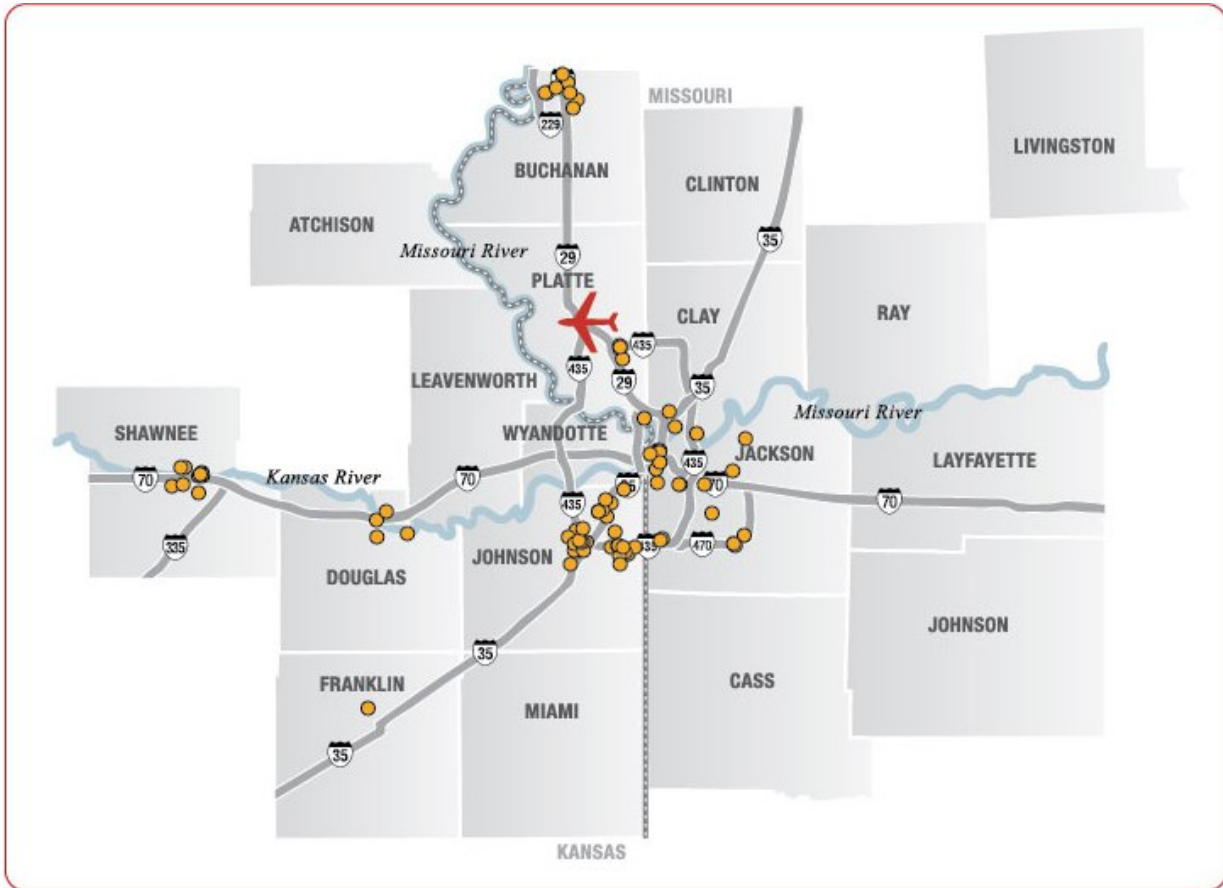 MISSOURI
LIVINGSTON
229
BUCHANAN
CLINTON
ATCHISON
35
Missouri River
29
PLATTE
RAY
CLAY
435
435
LEAVENWORTH
29
35
Missouri River
SHAWNEE
WYANDOTTE
JACKSON
LAYFAYETTE
70
Kansas River
70
435
35
70
70
435
335
JOHNSON
435
470
DOUGLAS
JOHNSON
35
FRANKLIN
CASS
MIAMI
35
KANSAS